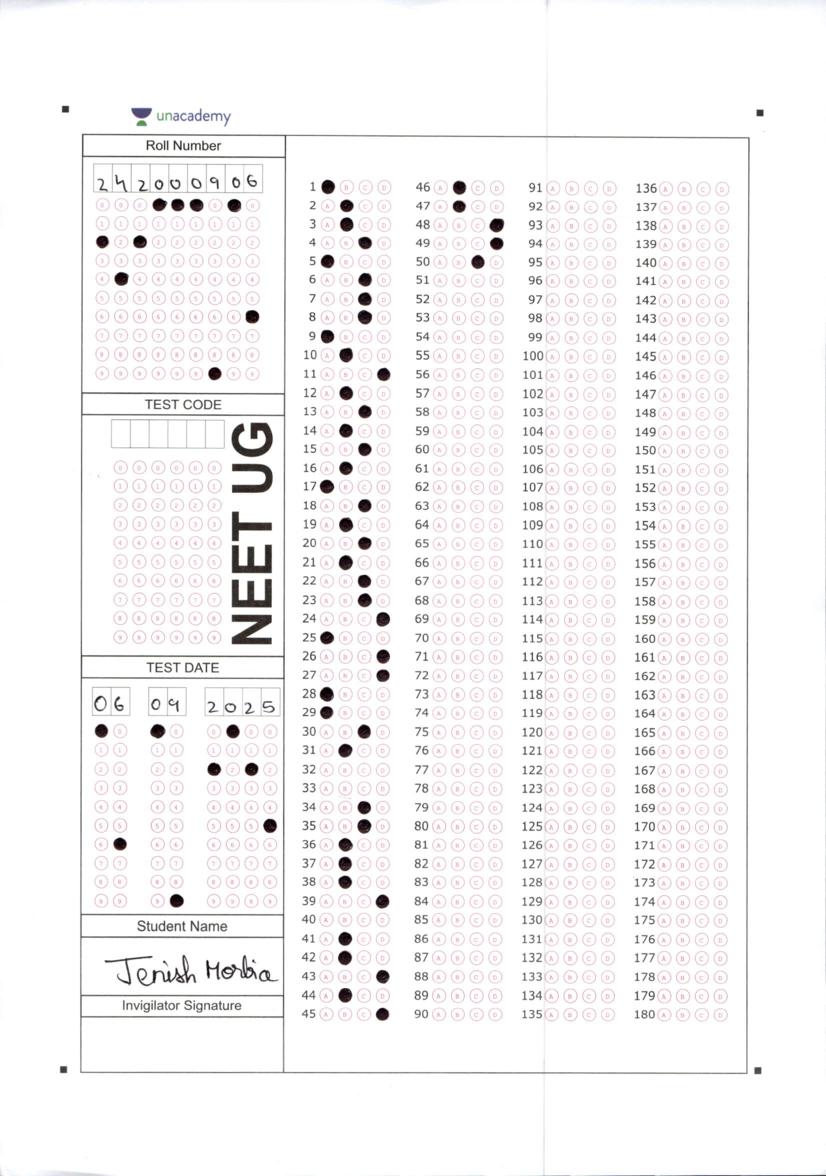 unacademy
Roll Number
2 4 2 0 0 0 9 0 6
TEST CODE
NEET UG
TEST DATE
06 09 2025
Student Name
Jenish Morbia
Invigilator Signature
1 B C D
2 A C D
3 A C D
4 A B D
5 B C D
6 A B D
7 A B D
8 A B D
9 B C D
10 A C D
11 A B C
12 A C D
13 A B D
14 A C D
15 A B D
16 A C D
17 B C D
18 A B D
19 A C D
20 A B D
21 A C D
22 A B D
23 A B D
24 A B C
25 B C D
26 A B C
27 A B C
28 B C D
29 B C D
30 A B D
31 A C D
32 A B C D
33 A B C D
34 A B D
35 A B D
36 A C D
37 A C D
38 A C D
39 A B C
40 A B C D
41 A C D
42 A C D
43 A B C
44 A C D
45 A B C
46 A C D
47 A C D
48 A B C
49 A B C
50 A B D
51 A B C D
52 A B C D
53 A B C D
54 A B C D
55 A B C D
56 A B C D
57 A B C D
58 A B C D
59 A B C D
60 A B C D
61 A B C D
62 A B C D
63 A B C D
64 A B C D
65 A B C D
66 A B C D
67 A B C D
68 A B C D
69 A B C D
70 A B C D
71 A B C D
72 A B C D
73 A B C D
74 A B C D
75 A B C D
76 A B C D
77 A B C D
78 A B C D
79 A B C D
80 A B C D
81 A B C D
82 A B C D
83 A B C D
84 A B C D
85 A B C D
86 A B C D
87 A B C D
88 A B C D
89 A B C D
90 A B C D
91 A B C D
92 A B C D
93 A B C D
94 A B C D
95 A B C D
96 A B C D
97 A B C D
98 A B C D
99 A B C D
100 A B C D
101 A B C D
102 A B C D
103 A B C D
104 A B C D
105 A B C D
106 A B C D
107 A B C D
108 A B C D
109 A B C D
110 A B C D
111 A B C D
112 A B C D
113 A B C D
114 A B C D
115 A B C D
116 A B C D
117 A B C D
118 A B C D
119 A B C D
120 A B C D
121 A B C D
122 A B C D
123 A B C D
124 A B C D
125 A B C D
126 A B C D
127 A B C D
128 A B C D
129 A B C D
130 A B C D
131 A B C D
132 A B C D
133 A B C D
134 A B C D
135 A B C D
136 A B C D
137 A B C D
138 A B C D
139 A B C D
140 A B C D
141 A B C D
142 A B C D
143 A B C D
144 A B C D
145 A B C D
146 A B C D
147 A B C D
148 A B C D
149 A B C D
150 A B C D
151 A B C D
152 A B C D
153 A B C D
154 A B C D
155 A B C D
156 A B C D
157 A B C D
158 A B C D
159 A B C D
160 A B C D
161 A B C D
162 A B C D
163 A B C D
164 A B C D
165 A B C D
166 A B C D
167 A B C D
168 A B C D
169 A B C D
170 A B C D
171 A B C D
172 A B C D
173 A B C D
174 A B C D
175 A B C D
176 A B C D
177 A B C D
178 A B C D
179 A B C D
180 A B C D